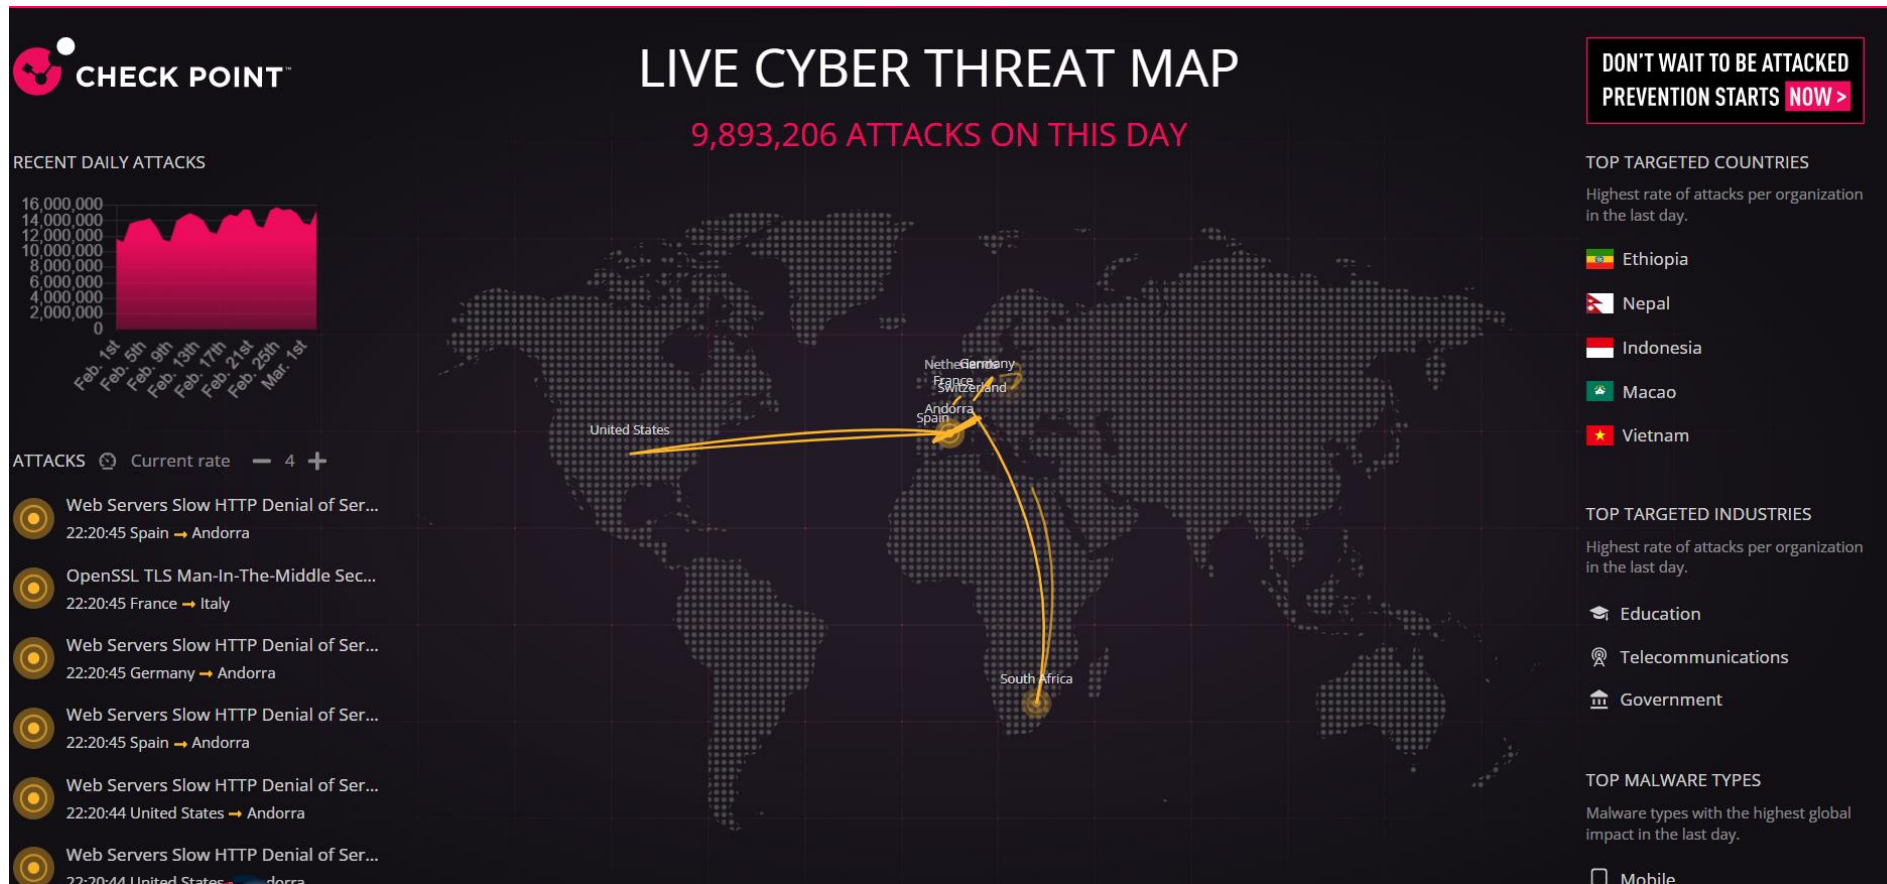 CHECK POINT™
LIVE CYBER THREAT MAP
9,893,206 ATTACKS ON THIS DAY
DON'T WAIT TO BE ATTACKED
PREVENTION STARTS NOW >
RECENT DAILY ATTACKS
16,000,000
14,000,000
12,000,000
10,000,000
8,000,000
6,000,000
4,000,000
2,000,000
0
Feb. 1st
Feb. 5th
Feb. 9th
Feb. 13th
Feb. 17th
Feb. 21st
Feb. 25th
Mar. 1st
ATTACKS Current rate — 4 +
Web Servers Slow HTTP Denial of Ser...
22:20:45 Spain → Andorra
OpenSSL TLS Man-In-The-Middle Sec...
22:20:45 France → Italy
Web Servers Slow HTTP Denial of Ser...
22:20:45 Germany → Andorra
Web Servers Slow HTTP Denial of Ser...
22:20:45 Spain → Andorra
Web Servers Slow HTTP Denial of Ser...
22:20:44 United States → Andorra
Web Servers Slow HTTP Denial of Ser...
22:20:44 United States
Netherlands
Germany
France
Switzerland
Andorra
Spain
United States
South Africa
TOP TARGETED COUNTRIES
Highest rate of attacks per organization
in the last day.
Ethiopia
Nepal
Indonesia
Macao
Vietnam
TOP TARGETED INDUSTRIES
Highest rate of attacks per organization
in the last day.
Education
Telecommunications
Government
TOP MALWARE TYPES
Malware types with the highest global
impact in the last day.
Mobile